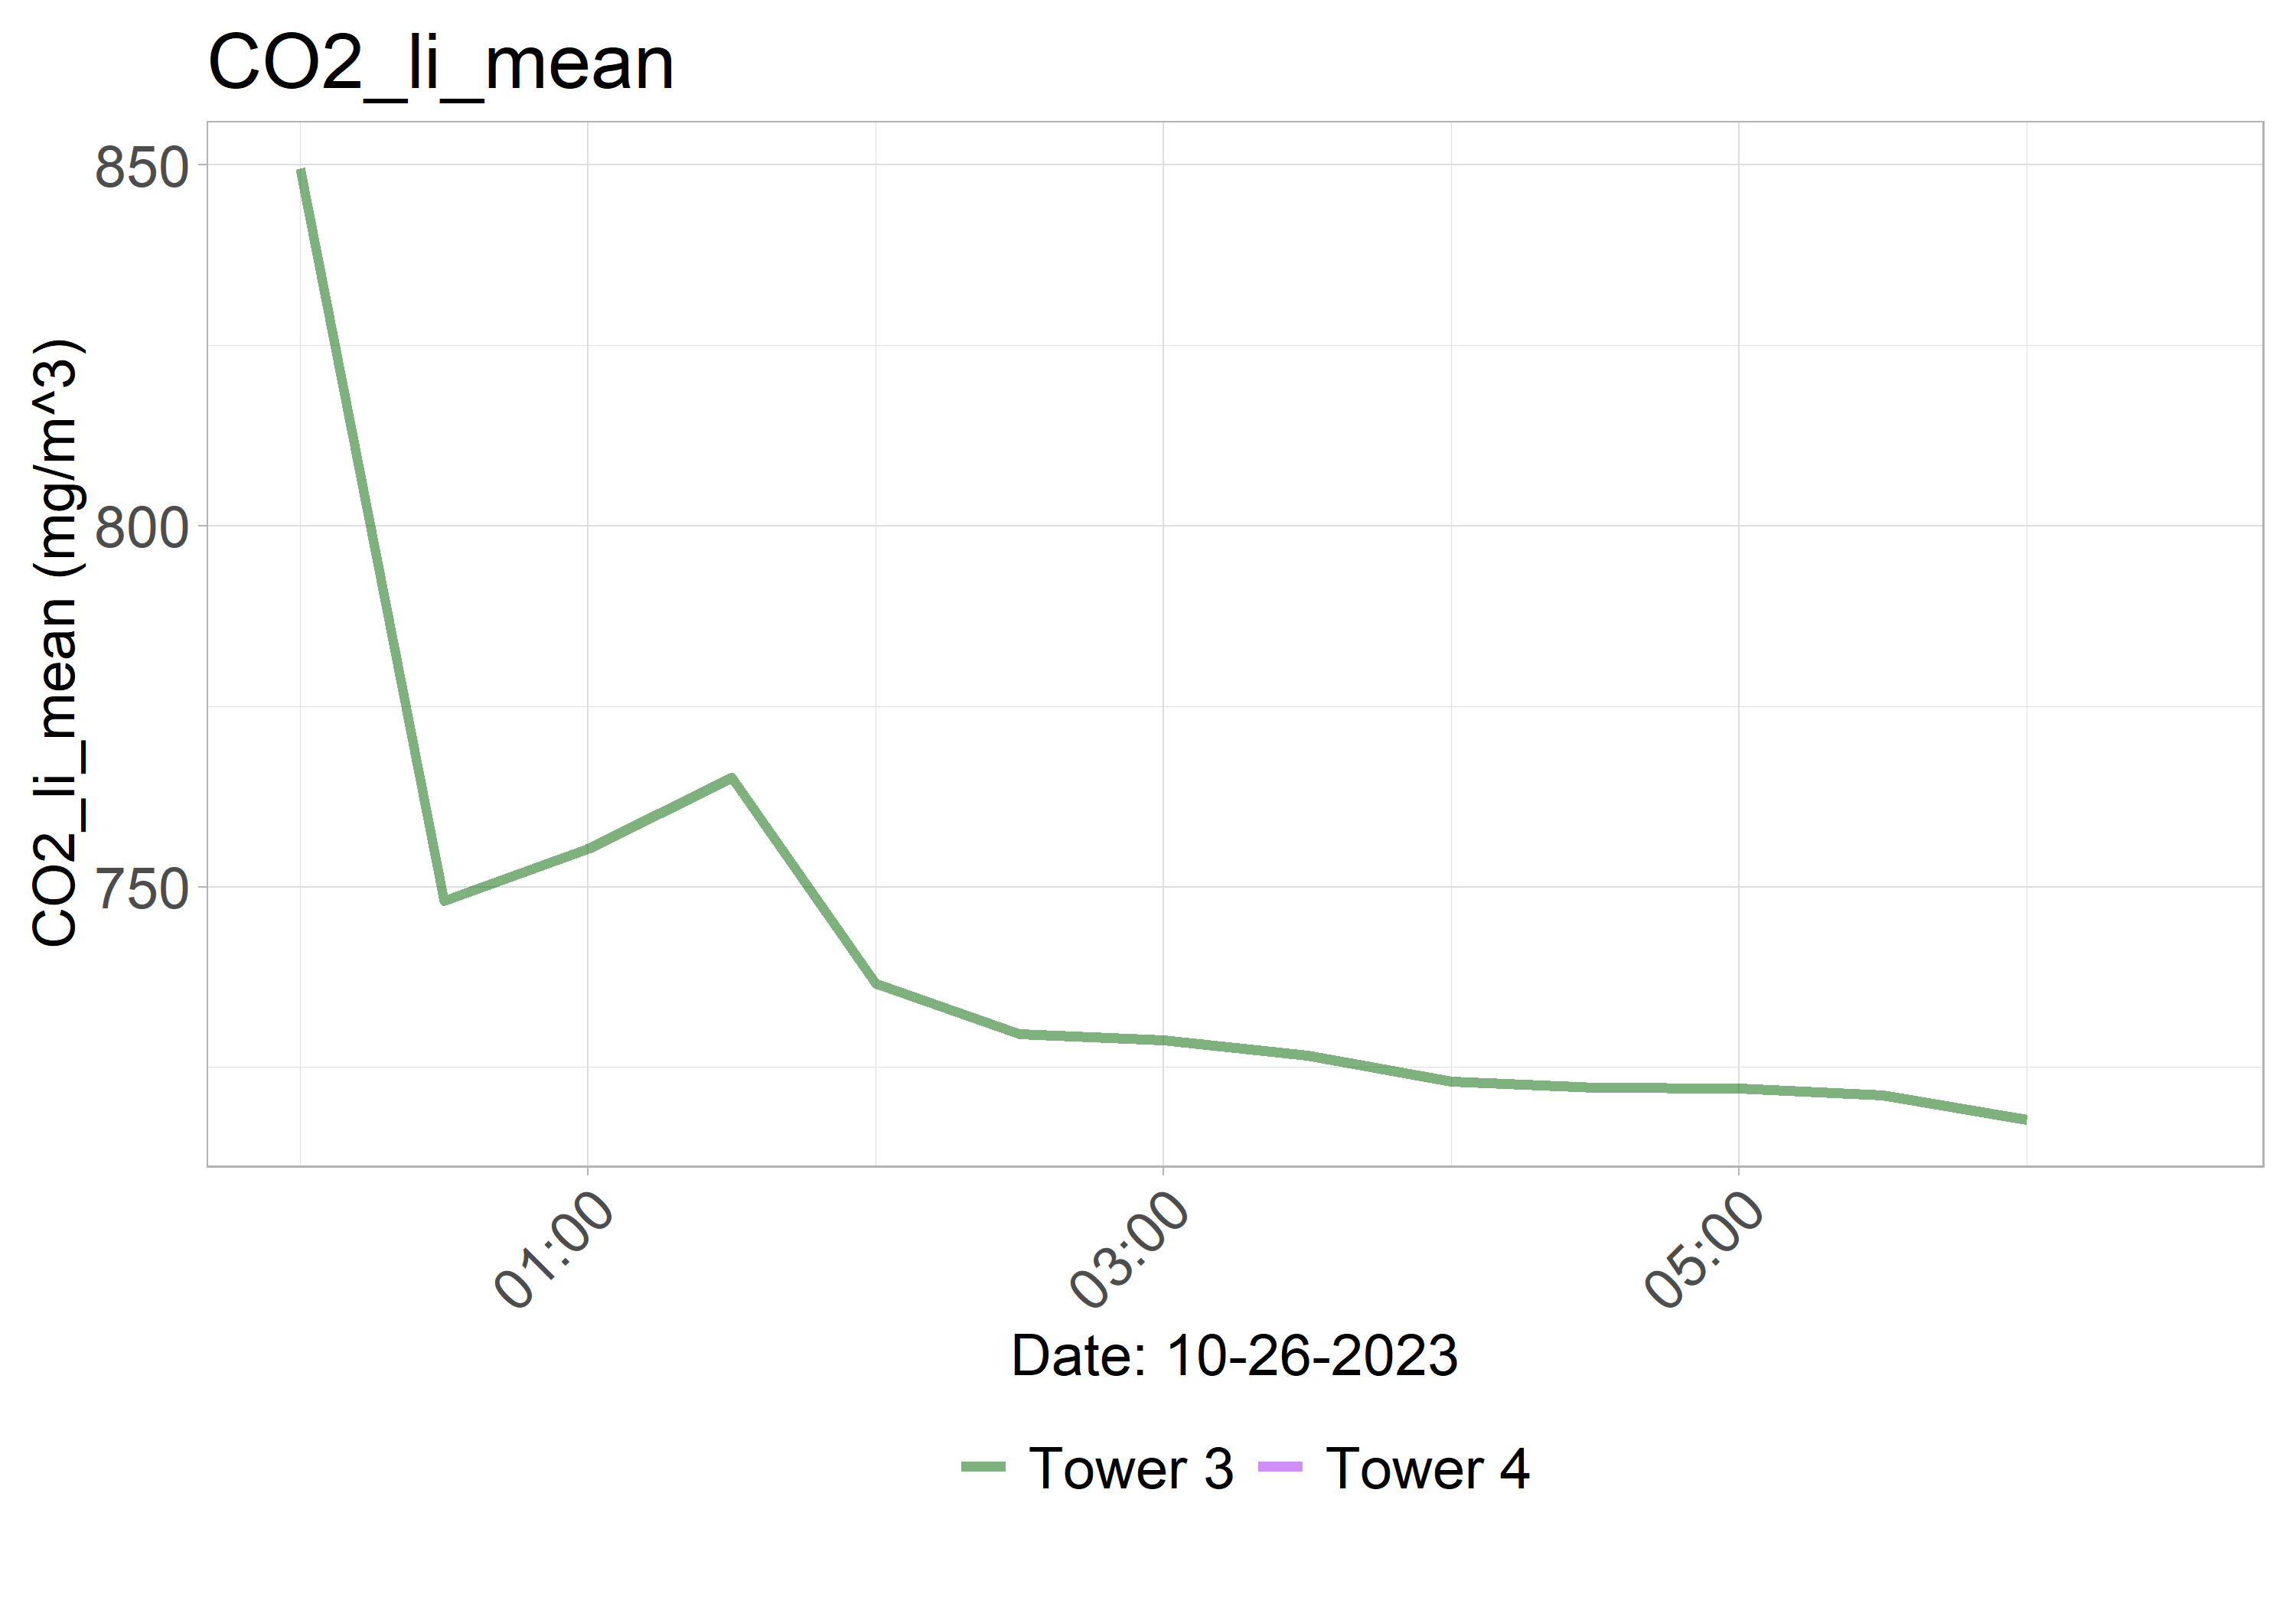 CO2_li_mean
CO2_li_mean (mg/m^3)
850
800
750
01:00
03:00
05:00
Date: 10-26-2023
Tower 3
Tower 4